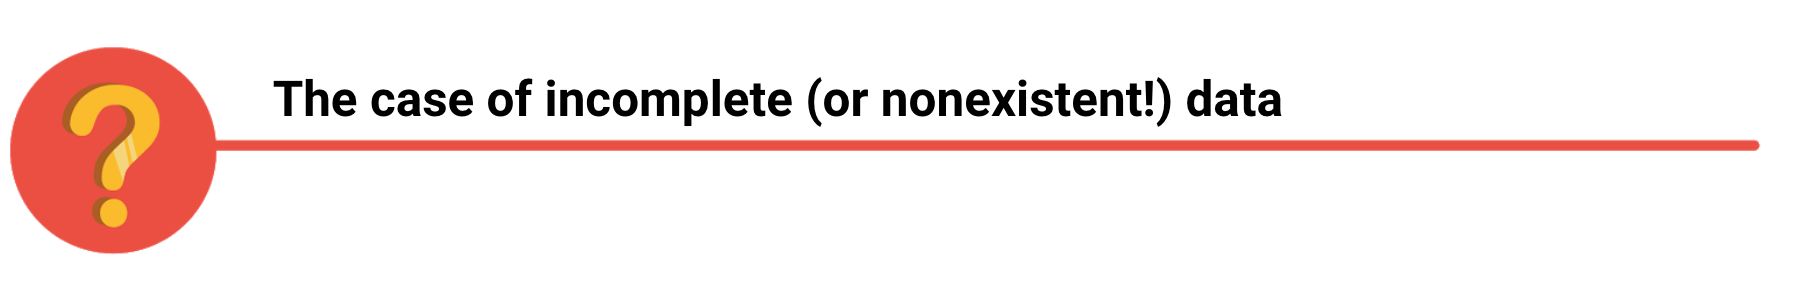 The case of incomplete (or nonexistent!) data